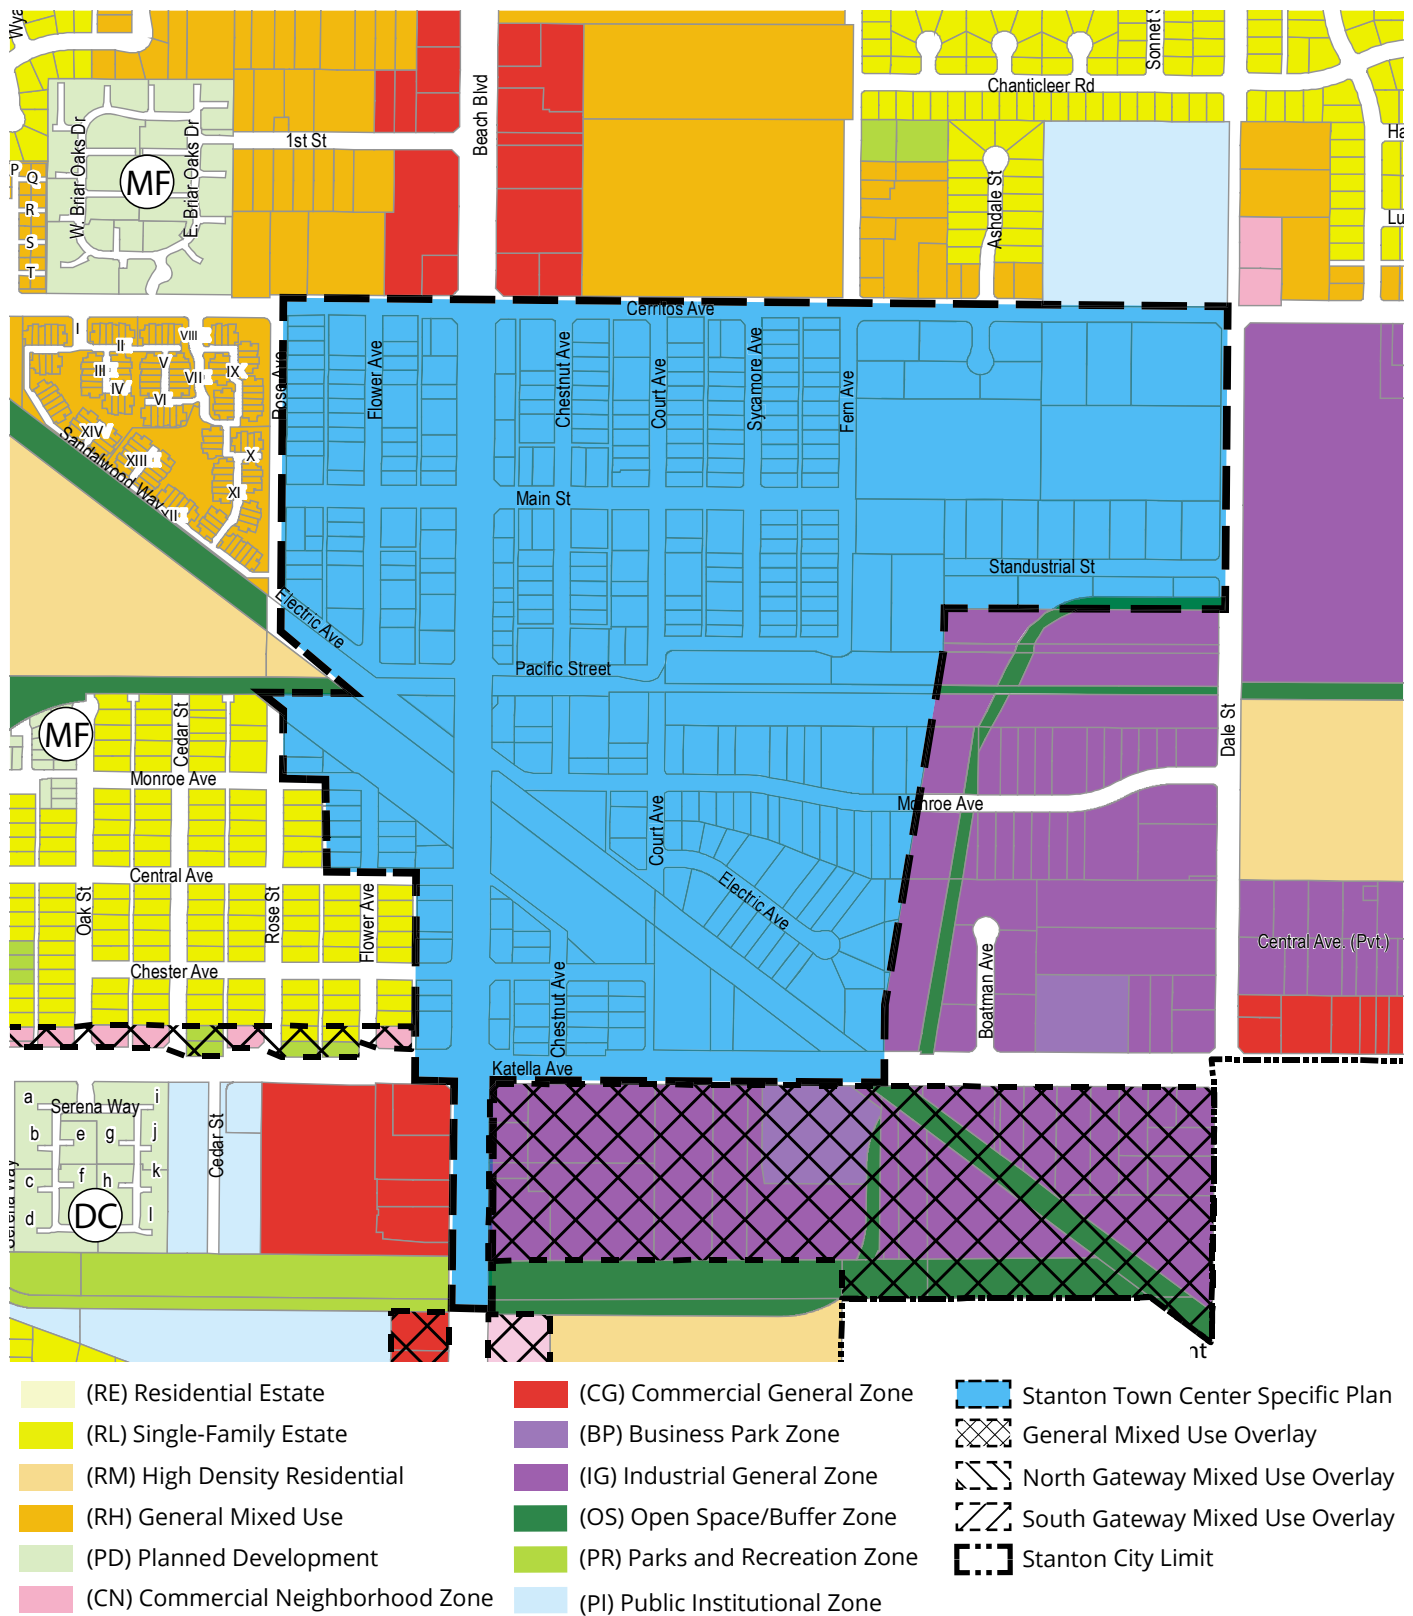 Wya
Beach Blvd
Sonnet S
Chanticleer Rd
1st St
W. Briar Oaks Dr
E. Briar Oaks Dr
MF
P
Q
R
S
T
Ashdale St
Ha
Lu
Cerritos Ave
I
II
III
IV
V
VI
VII
VIII
IX
X
XI
XII
XIII
XIV
Sandalwood Way
Rose Ave
Flower Ave
Chestnut Ave
Court Ave
Sycamore Ave
Fern Ave
Main St
Standustrial St
Electric Ave
Pacific Street
MF
Cedar St
Dale St
Monroe Ave
Monroe Ave
Court Ave
Central Ave
Electric Ave
Oak St
Rose St
Flower Ave
Central Ave. (Pvt.)
Chester Ave
Chestnut Ave
Boatman Ave
Katella Ave
Serena Way
a
b
c
d
e
f
g
h
i
j
k
l
DC
Cedar St
Serena Way
nt
(RE) Residential Estate
(RL) Single-Family Estate
(RM) High Density Residential
(RH) General Mixed Use
(PD) Planned Development
(CN) Commercial Neighborhood Zone
(CG) Commercial General Zone
(BP) Business Park Zone
(IG) Industrial General Zone
(OS) Open Space/Buffer Zone
(PR) Parks and Recreation Zone
(PI) Public Institutional Zone
Stanton Town Center Specific Plan
General Mixed Use Overlay
North Gateway Mixed Use Overlay
South Gateway Mixed Use Overlay
Stanton City Limit